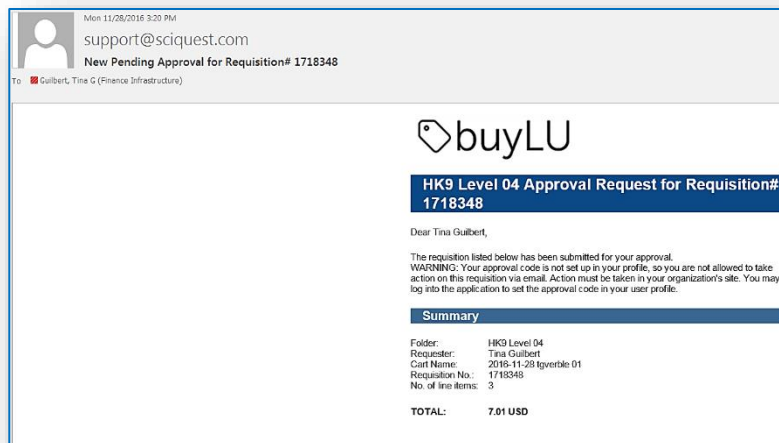 Mon 11/28/2016 3:20 PM
support@sciquest.com
New Pending Approval for Requisition# 1718348
To Guilbert, Tina G (Finance Infrastructure)
buyLU
HK9 Level 04 Approval Request for Requisition#
1718348
Dear Tina Guilbert,
The requisition listed below has been submitted for your approval.
WARNING: Your approval code is not set up in your profile, so you are not allowed to take
action on this requisition via email. Action must be taken in your organization's site. You may
log into the application to set the approval code in your user profile.
Summary
Folder: HK9 Level 04
Requester: Tina Guilbert
Cart Name: 2016-11-28 tgverble 01
Requisition No.: 1718348
No. of line items: 3
TOTAL: 7.01 USD